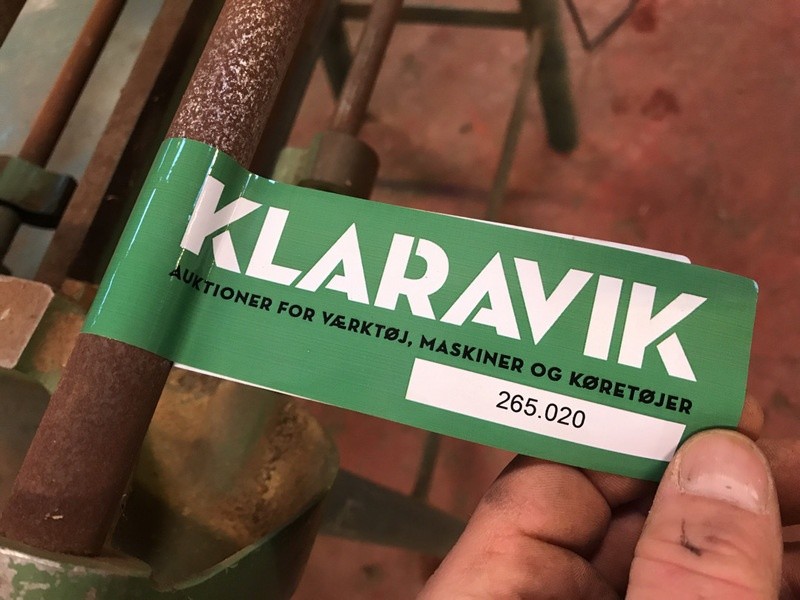 KLARAVIK
AUKTIONER FOR VÆRKTØJ, MASKINER OG KØRETØJER
265.020